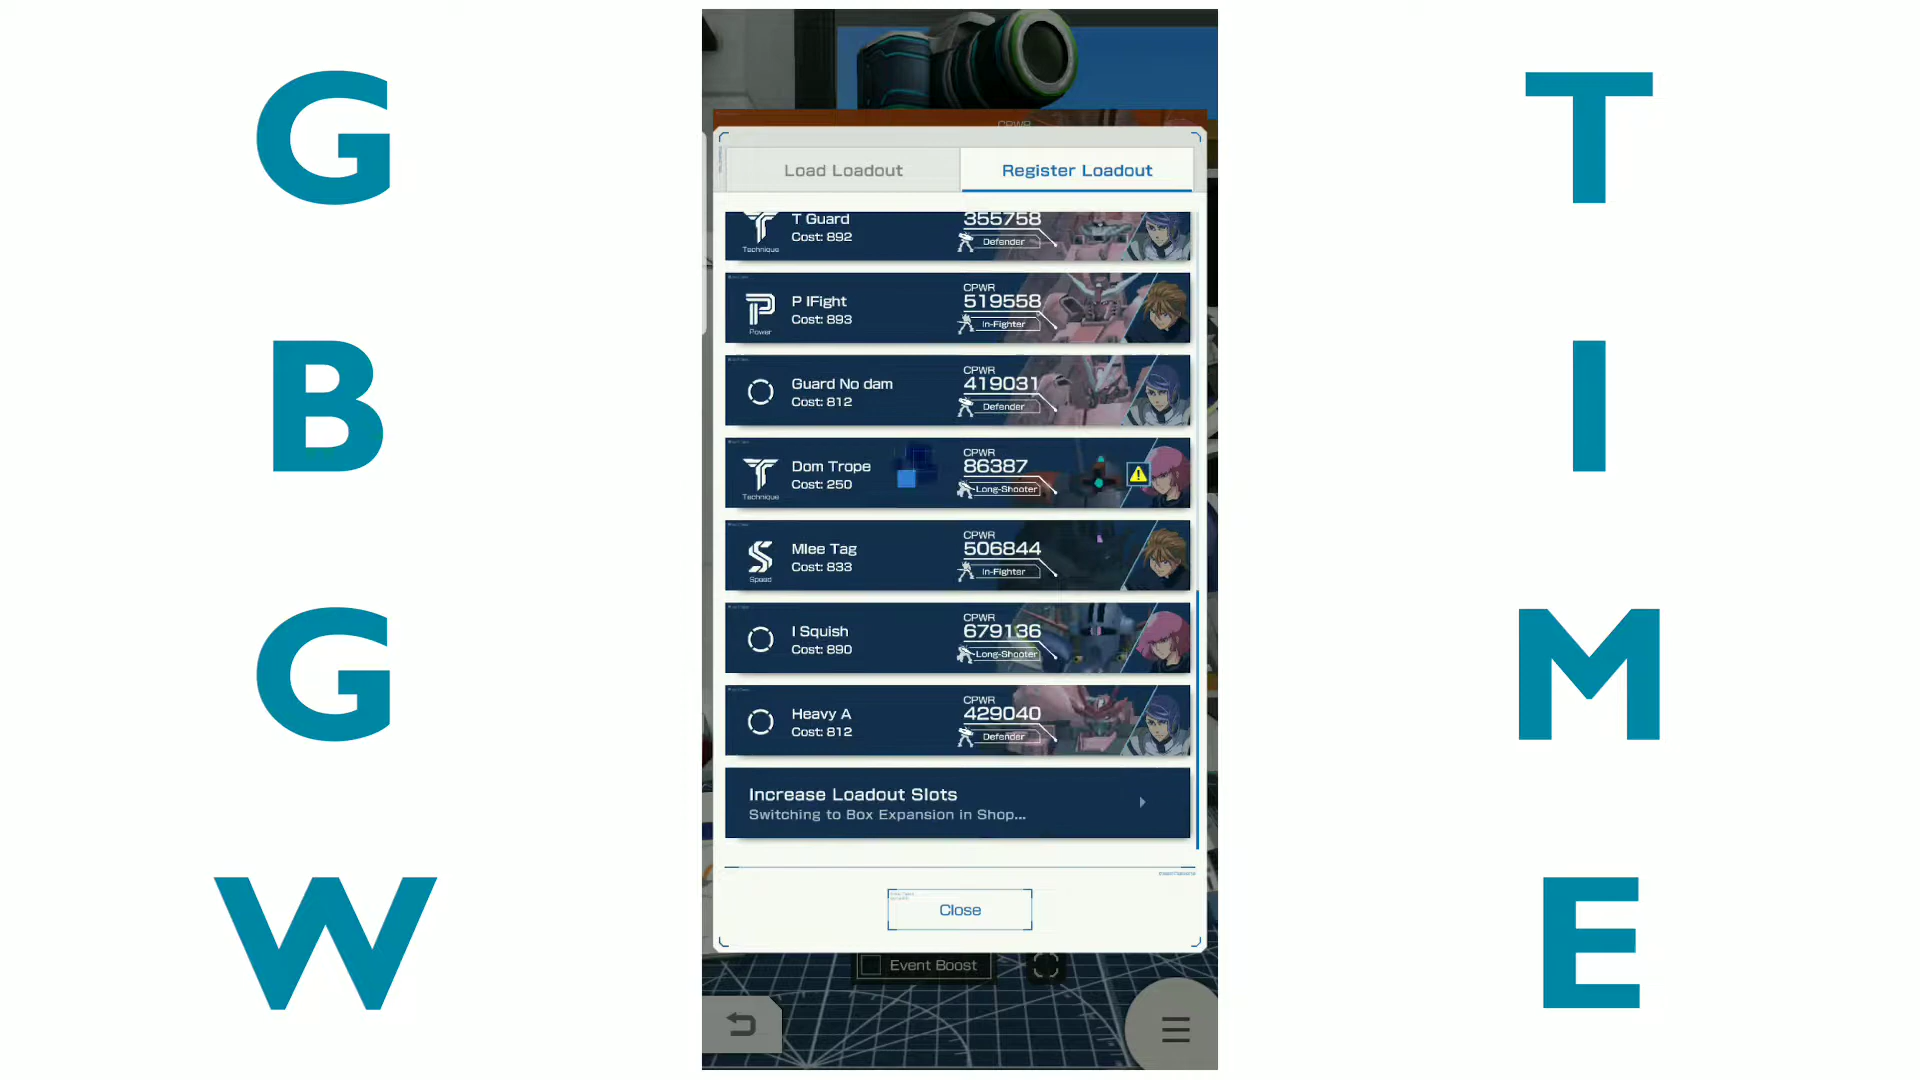 G
B
G
W
CPWR
Load Loadout
Register Loadout
T Guard
Cost: 892
Technique
355758
Defender
P IFight
Cost: 893
Power
CPWR
519558
In-Fighter
Guard No dam
Cost: 812
CPWR
419031
Defender
Dom Trope
Cost: 250
Technique
CPWR
86387
Long-Shooter
Mlee Tag
Cost: 833
Speed
CPWR
506844
In-Fighter
I Squish
Cost: 890
CPWR
679136
Long-Shooter
Heavy A
Cost: 812
CPWR
429040
Defender
Increase Loadout Slots
Switching to Box Expansion in Shop...
Close
Event Boost
T
I
M
E